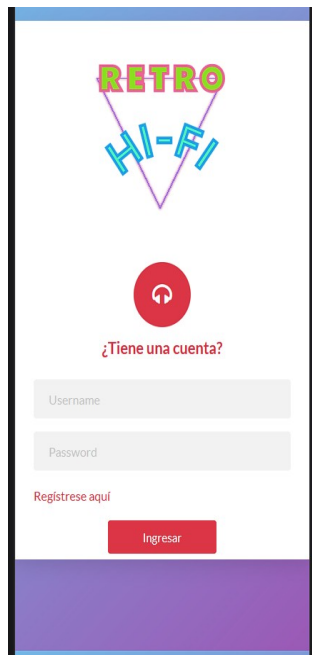 RETRO
HI-FI
¿Tiene una cuenta?
Username
Password
Regístrese aquí
Ingresar